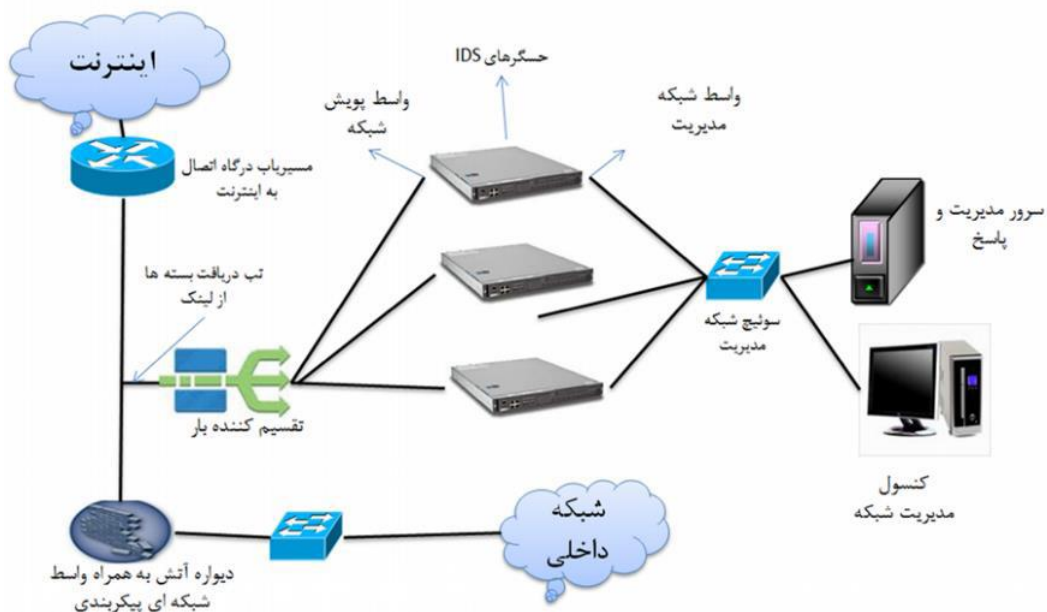 اینترنت
حسگرهای IDS
واسط پویش
شبکه
واسط شبکه
مدیریت
مسیریاب درگاه اتصال
به اینترنت
سرور مدیریت و
پاسخ
تب دریافت بسته ها
از لینک
سوئیچ شبکه
مدیریت
تقسیم کننده بار
کنسول
مدیریت شبکه
شبکه
داخلی
دیواره آتش به همراه واسط
شبکه ای پیکربندی